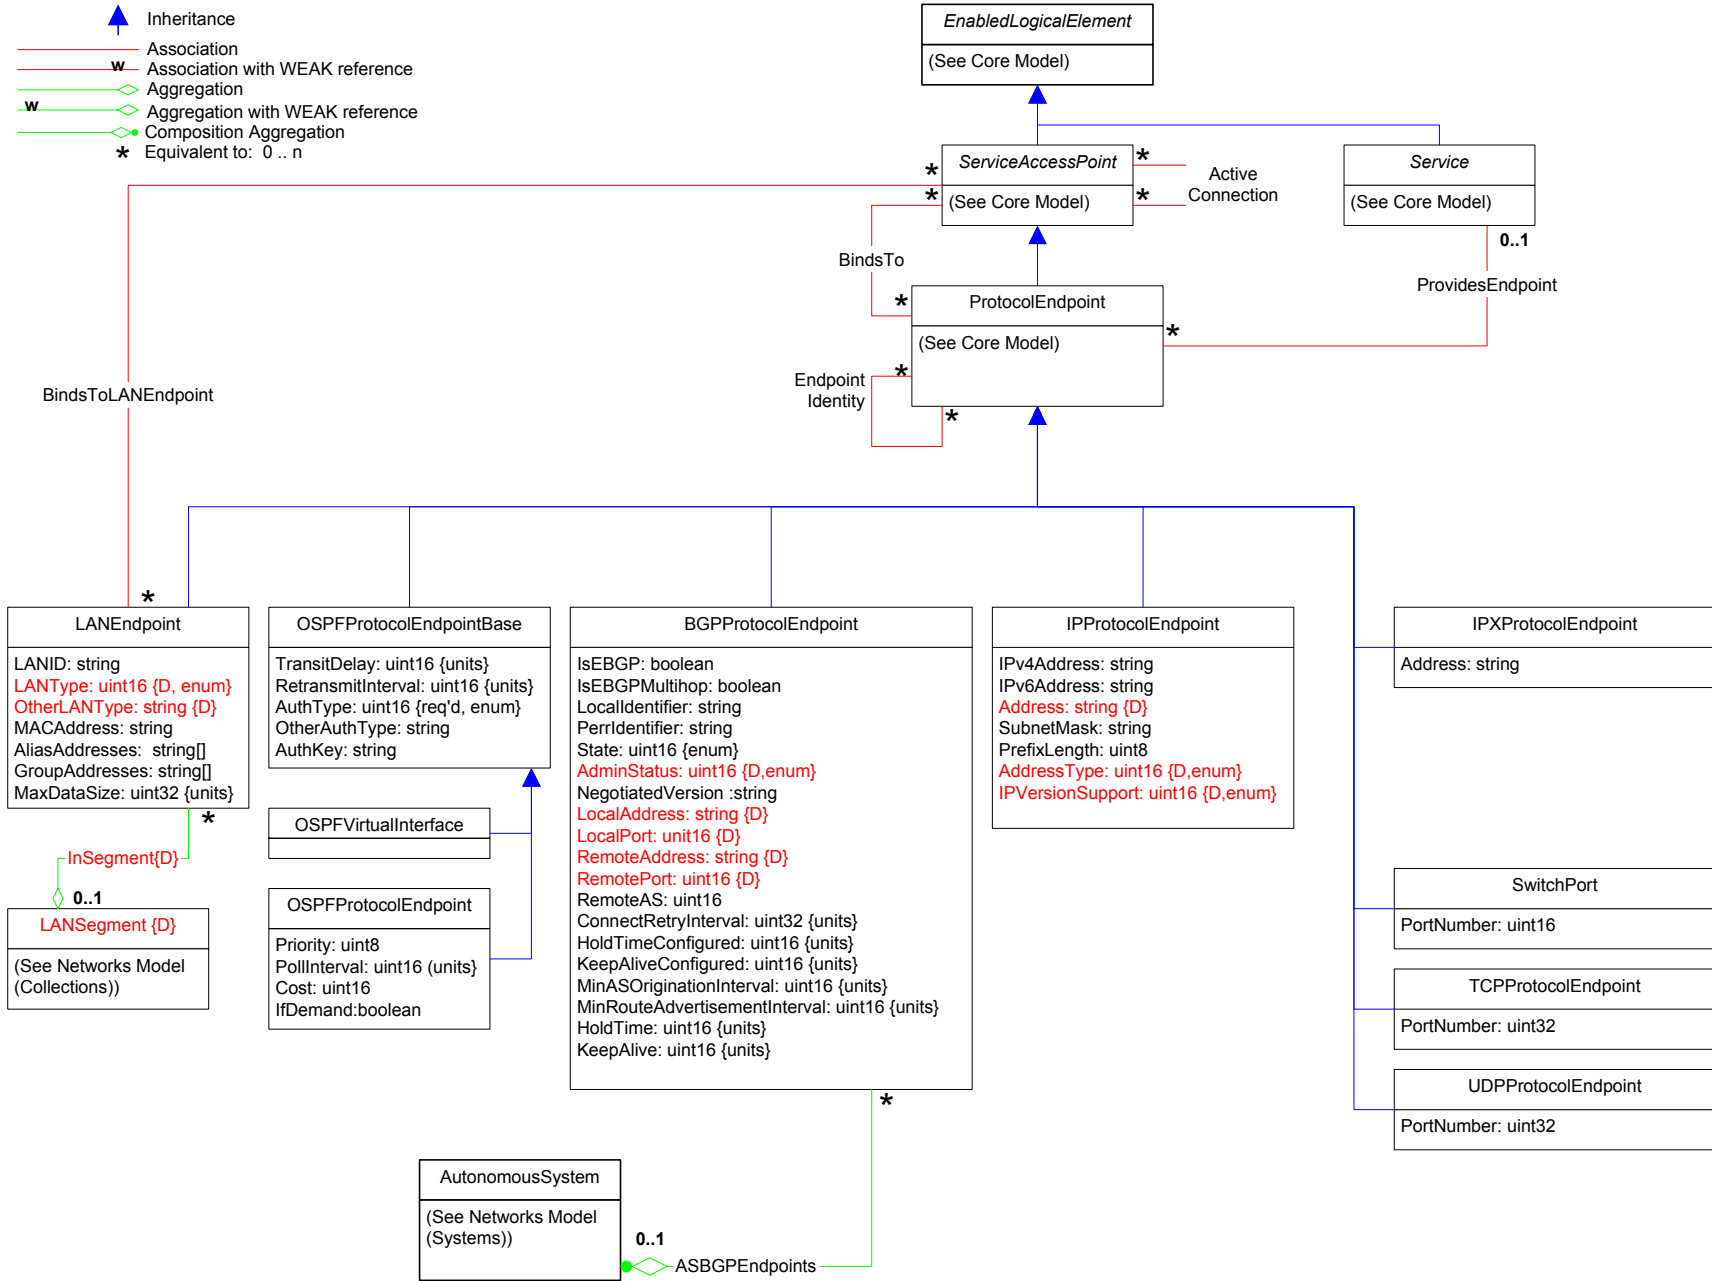 Inheritance
Association
w
Association with WEAK reference
Aggregation
w
Aggregation with WEAK reference
Composition Aggregation
* Equivalent to: 0 .. n
EnabledLogicalElement
(See Core Model)
ServiceAccessPoint
(See Core Model)
*
*
*
*
Active
Connection
Service
(See Core Model)
0..1
BindsTo
ProvidesEndpoint
ProtocolEndpoint
(See Core Model)
*
*
*
*
Endpoint
Identity
BindsToLANEndpoint
*
LANEndpoint
LANID: string
LANType: uint16 {D, enum}
OtherLANType: string {D}
MACAddress: string
AliasAddresses: string[]
GroupAddresses: string[]
MaxDataSize: uint32 {units}
*
InSegment{D}
0..1
LANSegment {D}
(See Networks Model
(Collections))
OSPFProtocolEndpointBase
TransitDelay: uint16 {units}
RetransmitInterval: uint16 {units}
AuthType: uint16 {req'd, enum}
OtherAuthType: string
AuthKey: string
OSPFVirtualInterface
OSPFProtocolEndpoint
Priority: uint8
PollInterval: uint16 (units}
Cost: uint16
IfDemand:boolean
BGPProtocolEndpoint
IsEBGP: boolean
IsEBGPMultihop: boolean
LocalIdentifier: string
PerrIdentifier: string
State: uint16 {enum}
AdminStatus: uint16 {D,enum}
NegotiatedVersion :string
LocalAddress: string {D}
LocalPort: unit16 {D}
RemoteAddress: string {D}
RemotePort: uint16 {D}
RemoteAS: uint16
ConnectRetryInterval: uint32 {units}
HoldTimeConfigured: uint16 {units}
KeepAliveConfigured: uint16 {units}
MinASOriginationInterval: uint16 {units}
MinRouteAdvertisementInterval: uint16 {units}
HoldTime: uint16 {units}
KeepAlive: uint16 {units}
*
IPProtocolEndpoint
IPv4Address: string
IPv6Address: string
Address: string {D}
SubnetMask: string
PrefixLength: uint8
AddressType: uint16 {D,enum}
IPVersionSupport: uint16 {D,enum}
IPXProtocolEndpoint
Address: string
SwitchPort
PortNumber: uint16
TCPProtocolEndpoint
PortNumber: uint32
UDPProtocolEndpoint
PortNumber: uint32
AutonomousSystem
(See Networks Model
(Systems))
0..1
ASBGPEndpoints